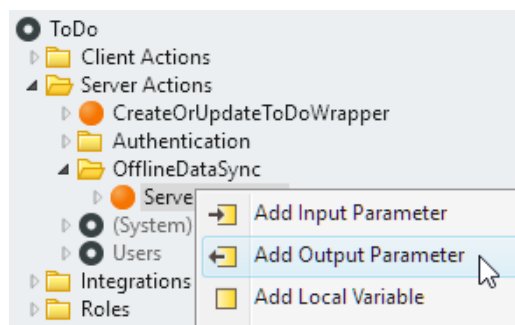 ToDo
Client Actions
Server Actions
CreateOrUpdateToDoWrapper
Authentication
OfflineDataSync
Serve
(System)
Users
Integrations
Roles
Add Input Parameter
Add Output Parameter
Add Local Variable